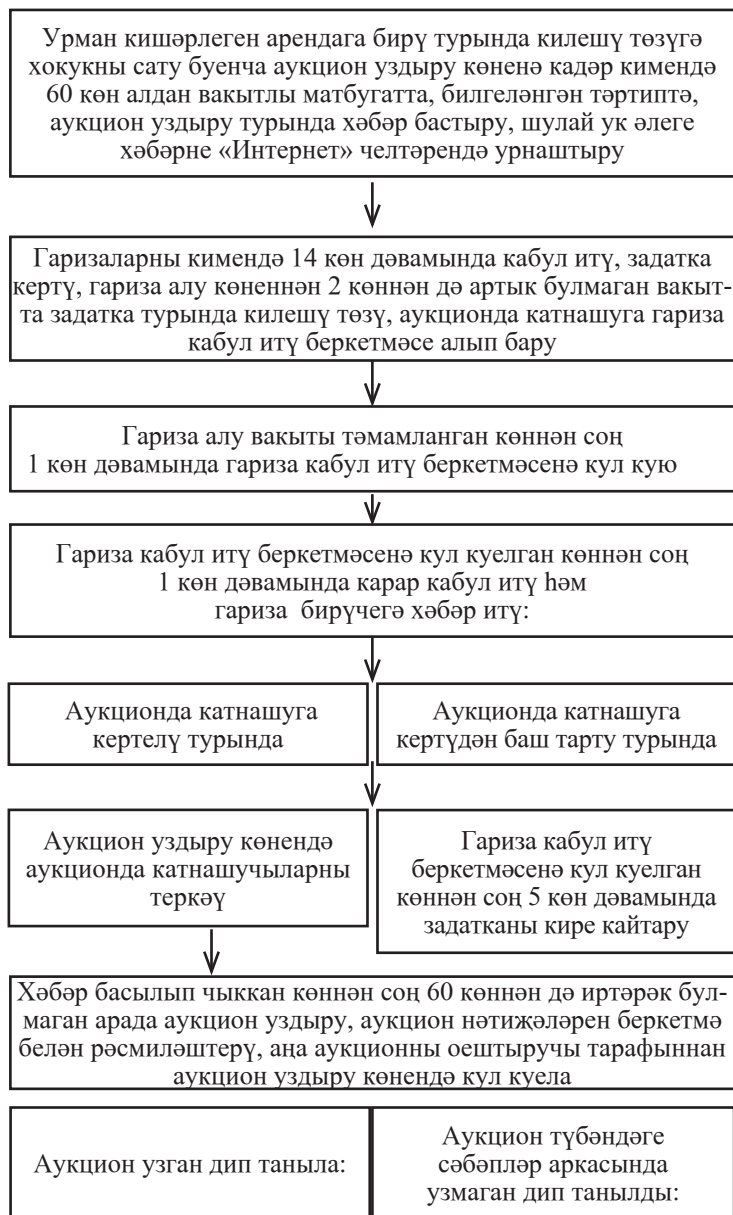 Урман кишәрлеген арендага бирү турында килешү төзүгә
хокукны сату буенча аукцион уздыру көненә кадәр кимендә
60 көн алдан вакытлы матбугатта, билгеләнгән тәртиптә,
аукцион уздыру турында хәбәр бастыру, шулай ук әлеге
хәбәрне «Интернет» челтәрендә урнаштыру
Гаризаларны кимендә 14 көн дәвамында кабул итү, задатка
кертү, гариза алу көненнән 2 көннән дә артык булмаган вакыт-
та задатка турында килешү төзү, аукционда катнашуга гариза
кабул итү беркетмәсе алып бару
Гариза алу вакыты тәмамланган көннән соң
1 көн дәвамында гариза кабул итү беркетмәсенә кул кую
Гариза кабул итү беркетмәсенә кул куелган көннән соң
1 көн дәвамында карар кабул итү һәм
гариза бирүчегә хәбәр итү:
Аукционда катнашуга
кертелү турында
Аукционда катнашуга
кертүдән баш тарту турында
Аукцион уздыру көнендә
аукционда катнашучыларны
теркәү
Гариза кабул итү
беркетмәсенә кул куелган
көннән соң 5 көн дәвамында
задатканы кире кайтару
Хәбәр басылып чыккан көннән соң 60 көннән дә иртәрәк бул-
маган арада аукцион уздыру, аукцион нәтиҗәләрен беркетмә
белән рәсмиләштерү, аңа аукционны оештыручы тарафыннан
аукцион уздыру көнендә кул куела
Аукцион узган дип таныла:
Аукцион түбәндәге
сәбәпләр аркасында
узмаган дип танылды: